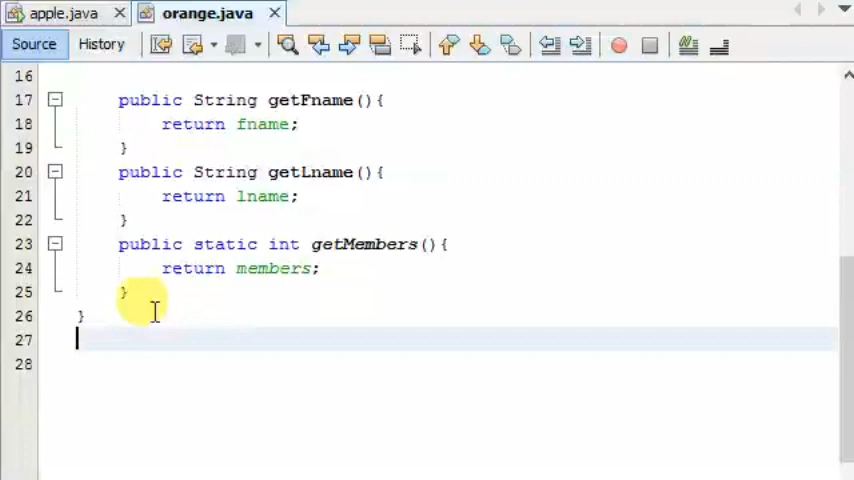 apple.java orange.java
Source History
16
17 public String getFname(){
18 return fname;
19 }
20 public String getLname(){
21 return lname;
22 }
23 public static int getMembers(){
24 return members;
25 }
26 }
27
28